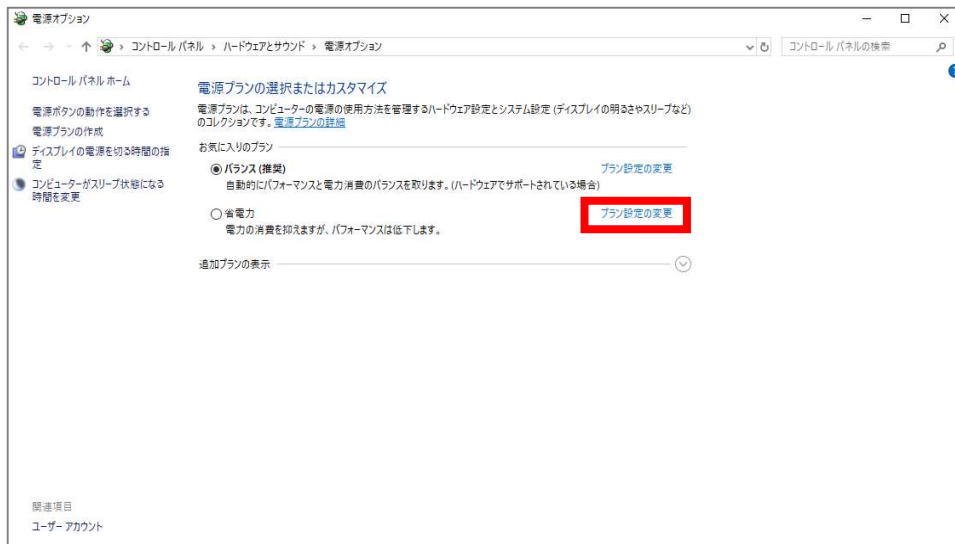 電源オプション
コントロール パネル › ハードウェアとサウンド › 電源オプション
コントロール パネルの検索
コントロール パネル ホーム
電源ボタンの動作を選択する
電源プランの作成
ディスプレイの電源を切る時間の指
定
コンピューターがスリープ状態になる
時間を変更
電源プランの選択またはカスタマイズ
電源プランは、コンピューターの電源の使用方法を管理するハードウェア設定とシステム設定 (ディスプレイの明るさやスリープなど)
のコレクションです。電源プランの詳細
お気に入りのプラン
バランス (推奨) プラン設定の変更
自動的にパフォーマンスと電力消費のバランスを取ります。(ハードウェアでサポートされている場合)
省電力 プラン設定の変更
電力の消費を抑えますが、パフォーマンスは低下します。
追加プランの表示
関連項目
ユーザー アカウント